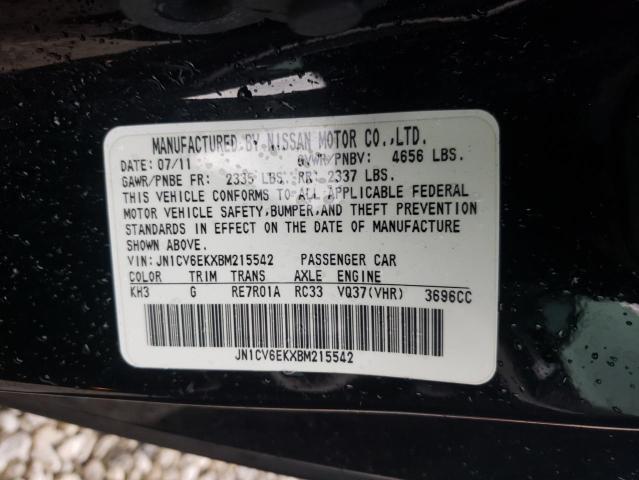 MANUFACTURED BY NISSAN MOTOR CO.,LTD.
DATE: 07/11 GVWR/PNBV: 4656 LBS.
GAWR/PNBE FR: 2335 LBS. RR: 2337 LBS.
THIS VEHICLE CONFORMS TO ALL APPLICABLE FEDERAL
MOTOR VEHICLE SAFETY,BUMPER,AND THEFT PREVENTION
STANDARDS IN EFFECT ON THE DATE OF MANUFACTURE
SHOWN ABOVE.
VIN: JN1CV6EKXBM215542 PASSENGER CAR
COLOR TRIM TRANS AXLE ENGINE
KH3 G RE7R01A RC33 VQ37(VHR) 3696CC
JN1CV6EKXBM215542